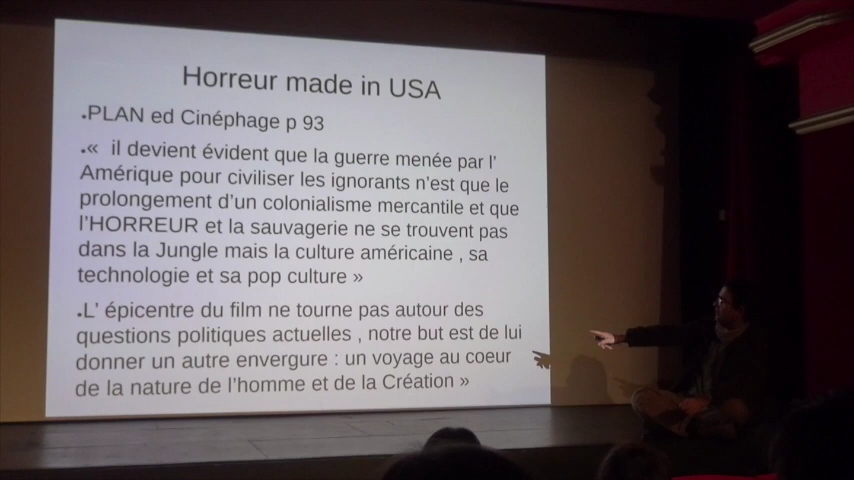 Horreur made in USA
.PLAN ed Cinéphage p 93
.« il devient évident que la guerre menée par l'
Amérique pour civiliser les ignorants n'est que le
prolongement d'un colonialisme mercantile et que
l'HORREUR et la sauvagerie ne se trouvent pas
dans la Jungle mais la culture américaine , sa
technologie et sa pop culture »
.L' épicentre du film ne tourne pas autour des
questions politiques actuelles , notre but est de lui
donner un autre envergure : un voyage au coeur
de la nature de l'homme et de la Création »